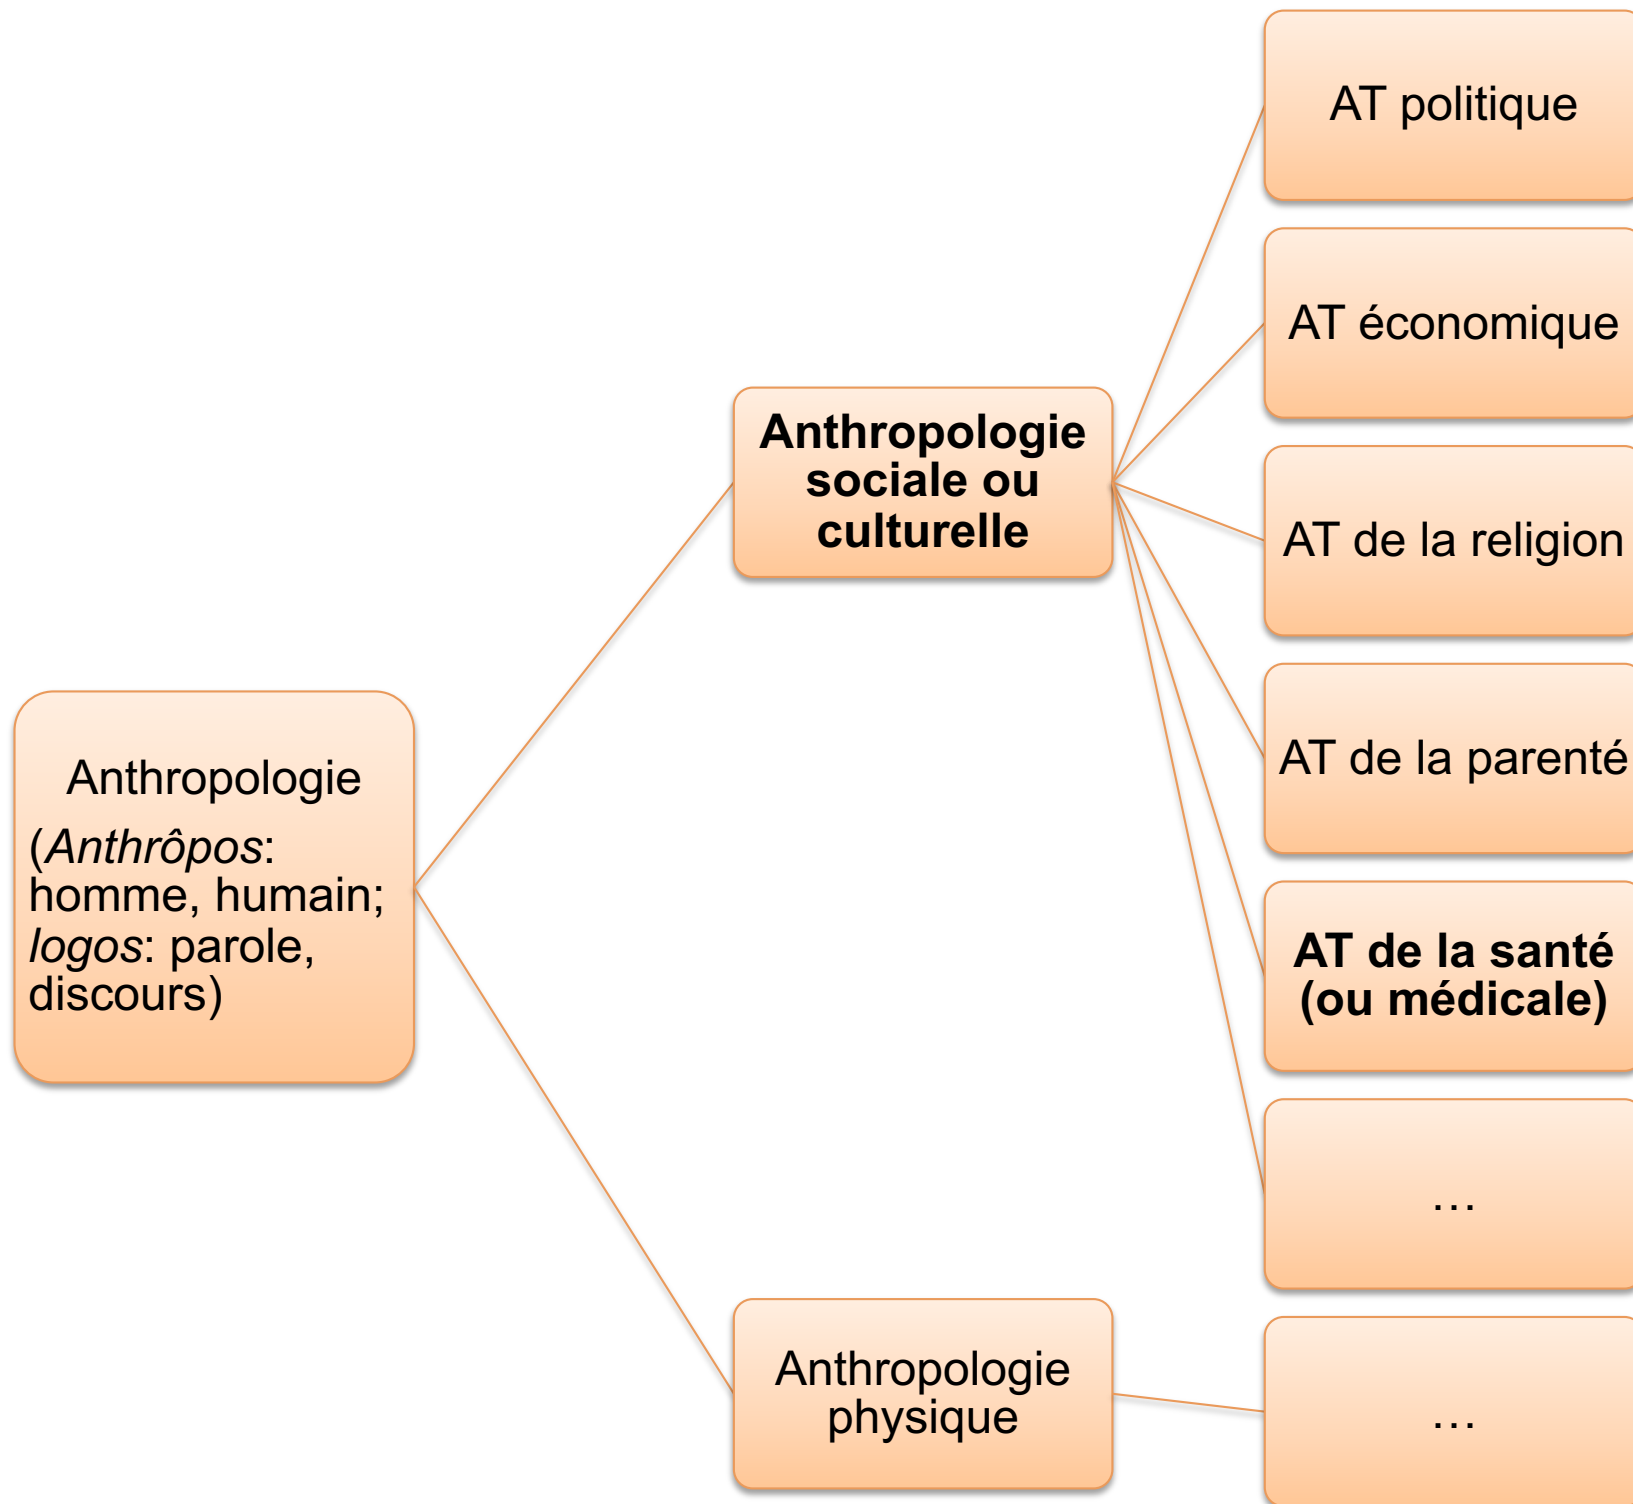 Anthropologie
(Anthrôpos:
homme, humain;
logos: parole,
discours)
Anthropologie
sociale ou
culturelle
AT politique
AT économique
AT de la religion
AT de la parenté
AT de la santé
(ou médicale)
…
Anthropologie
physique
…